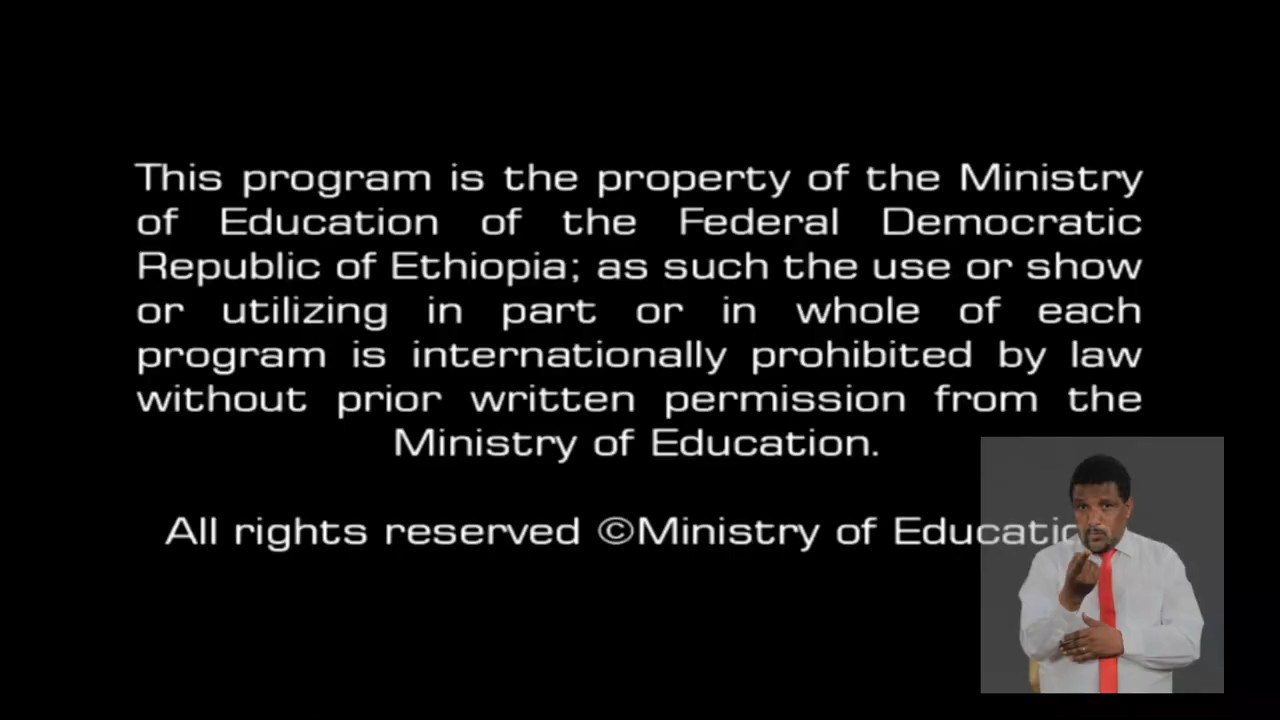 This program is the property of the Ministry
of Education of the Federal Democratic
Republic of Ethiopia; as such the use or show
or utilizing in part or in whole of each
program is internationally prohibited by law
without prior written permission from the
Ministry of Education.
All rights reserved ©Ministry of